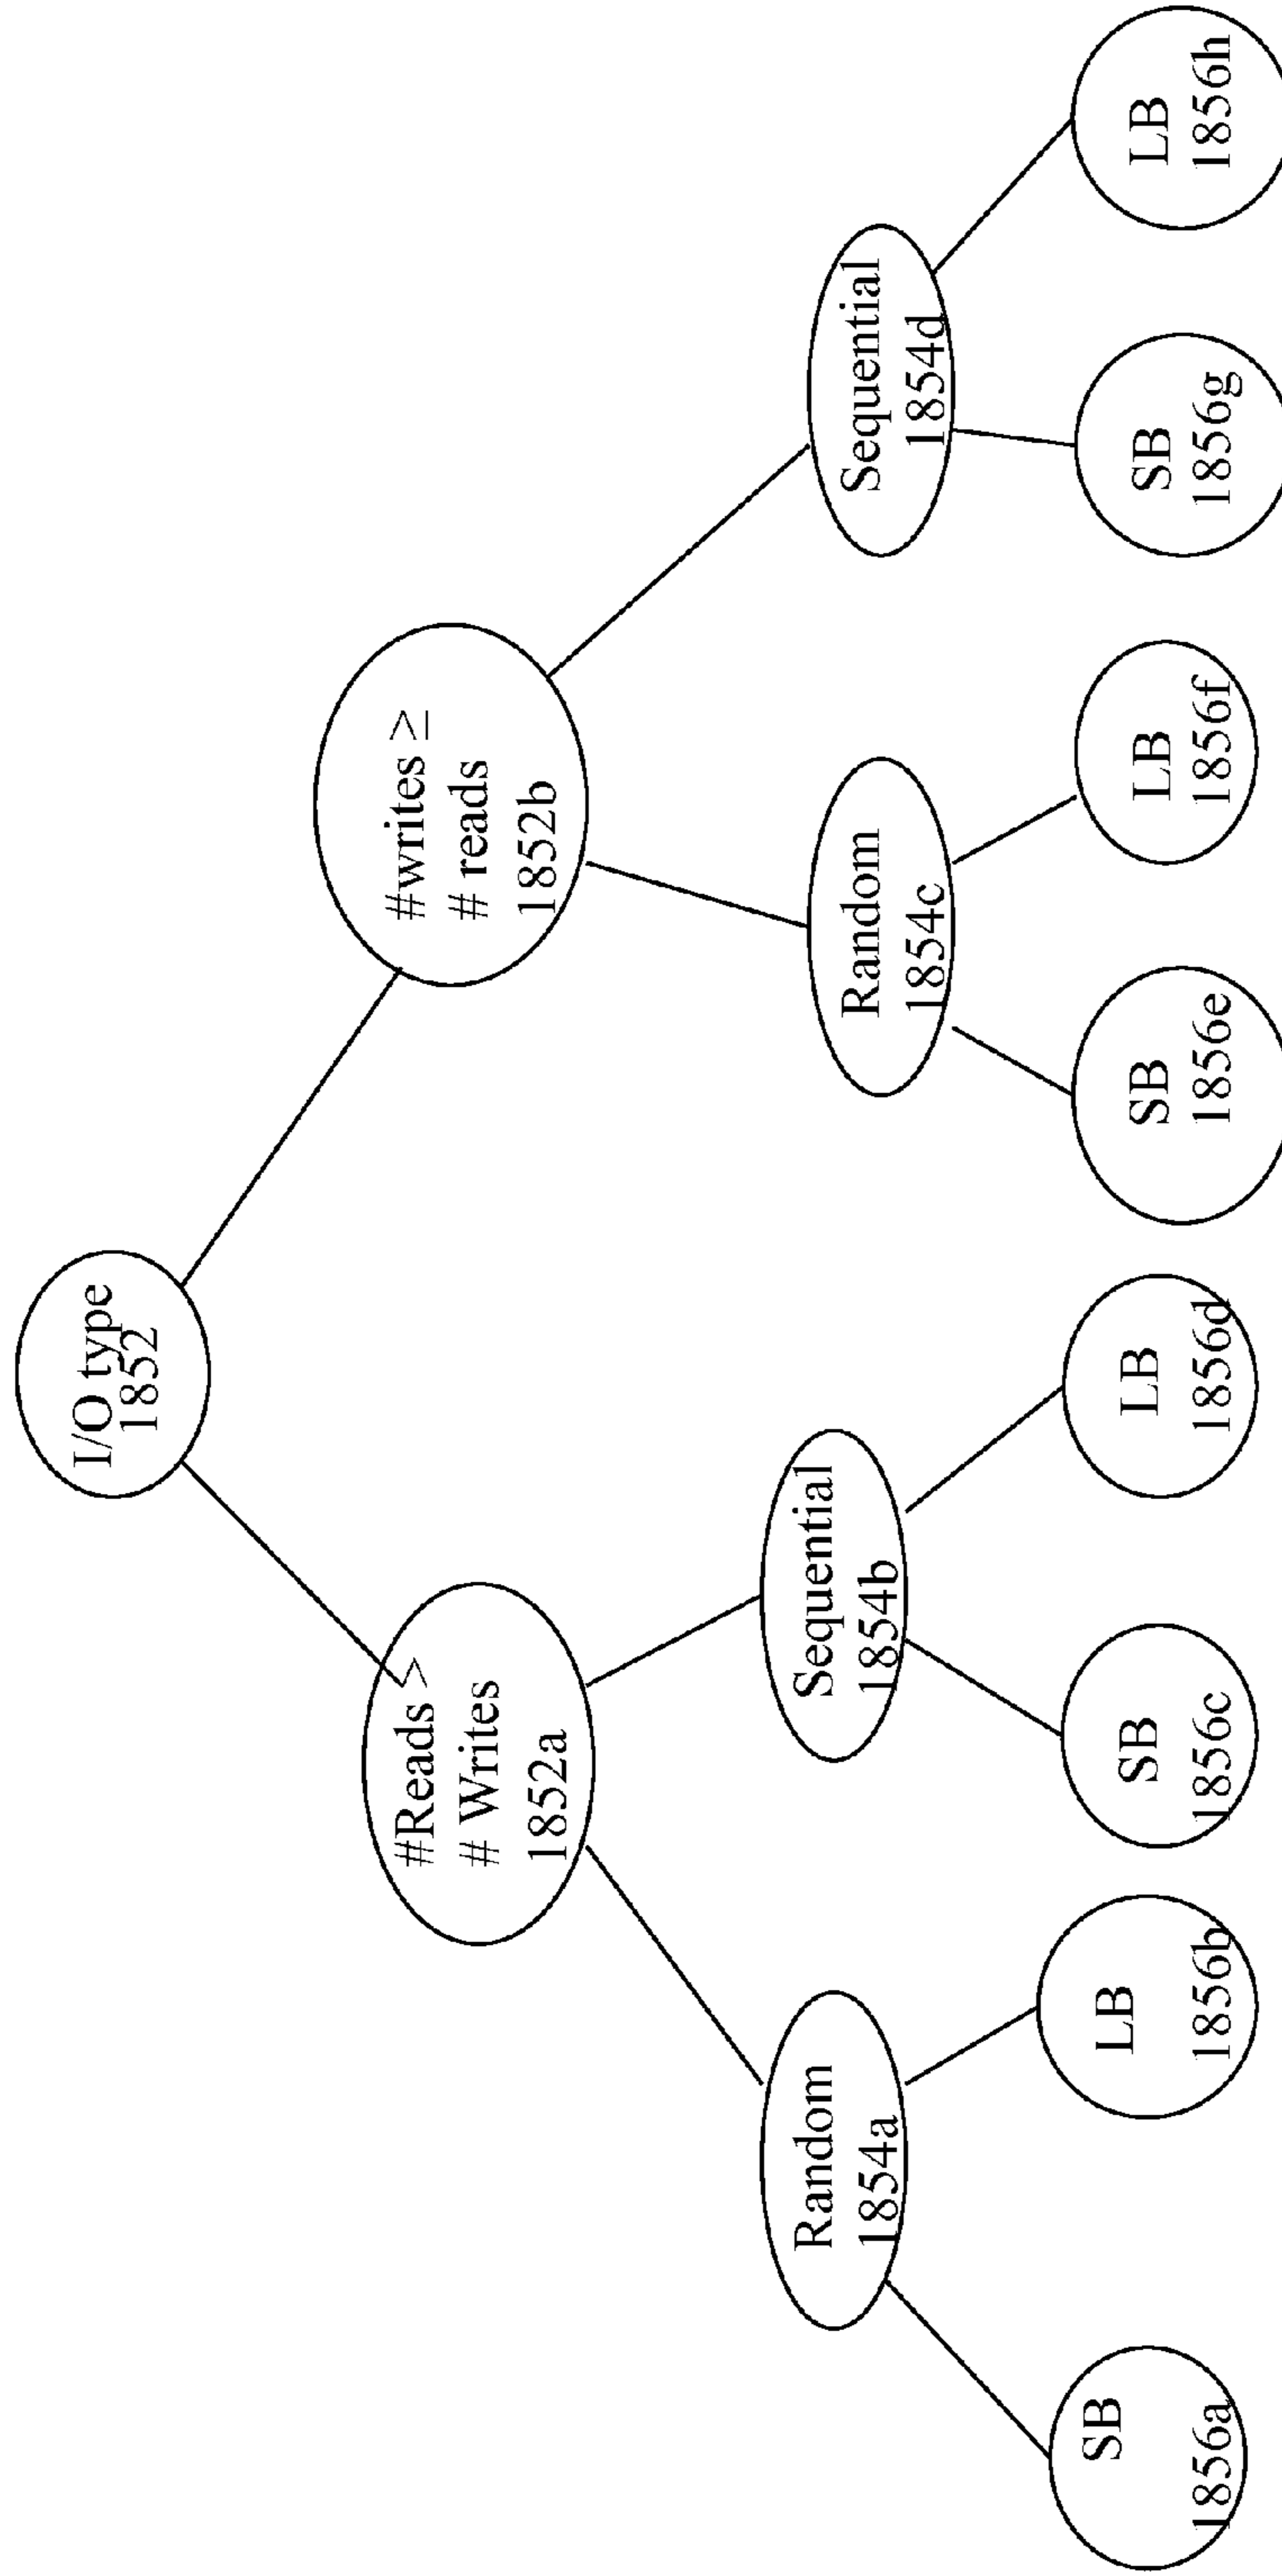 I/O type
1852
#Reads >
# Writes
1852a
#writes ≥
# reads
1852b
Random
1854a
Sequential
1854b
Random
1854c
Sequential
1854d
SB
1856a
LB
1856b
SB
1856c
LB
1856d
SB
1856e
LB
1856f
SB
1856g
LB
1856h